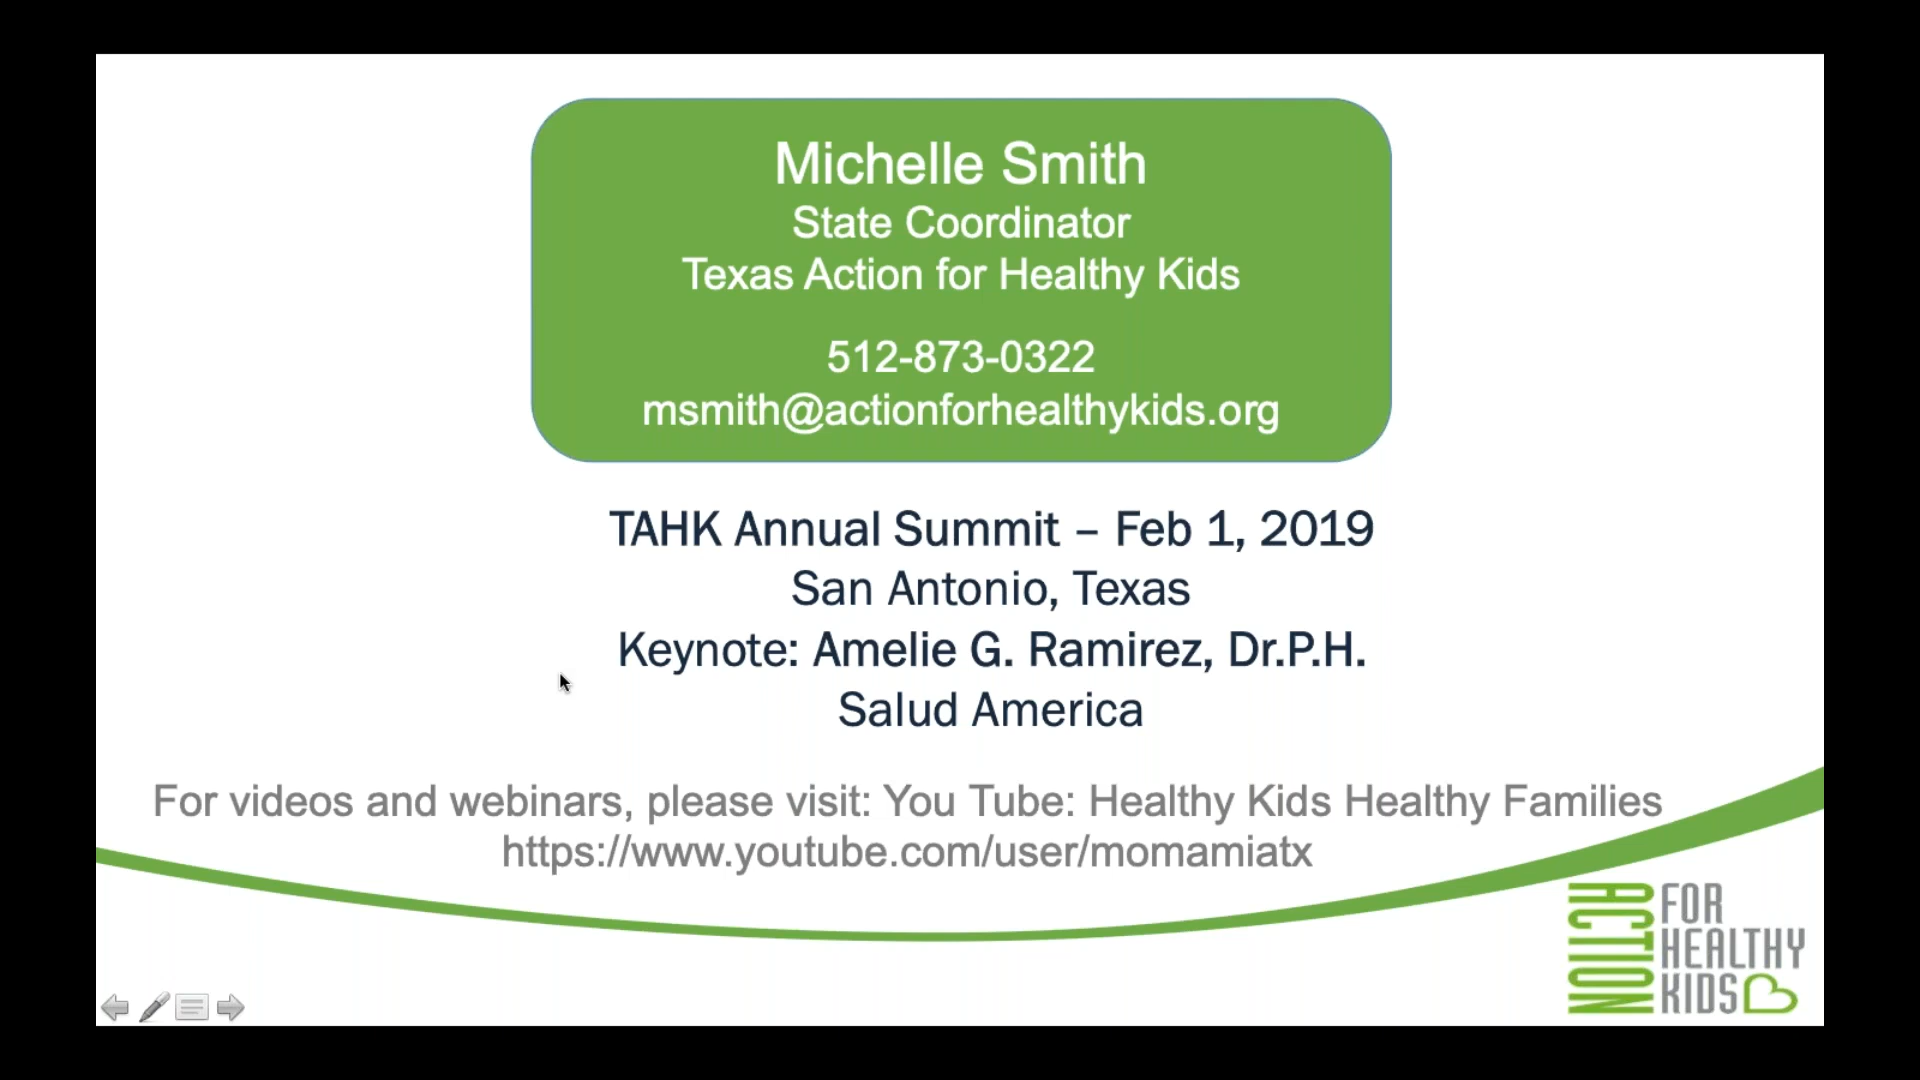 Michelle Smith
State Coordinator
Texas Action for Healthy Kids
512-873-0322
msmith@actionforhealthykids.org
TAHK Annual Summit – Feb 1, 2019
San Antonio, Texas
Keynote: Amelie G. Ramirez, Dr.P.H.
Salud America
For videos and webinars, please visit: You Tube: Healthy Kids Healthy Families
https://www.youtube.com/user/momamiatx
ACTION
FOR
HEALTHY
KIDS